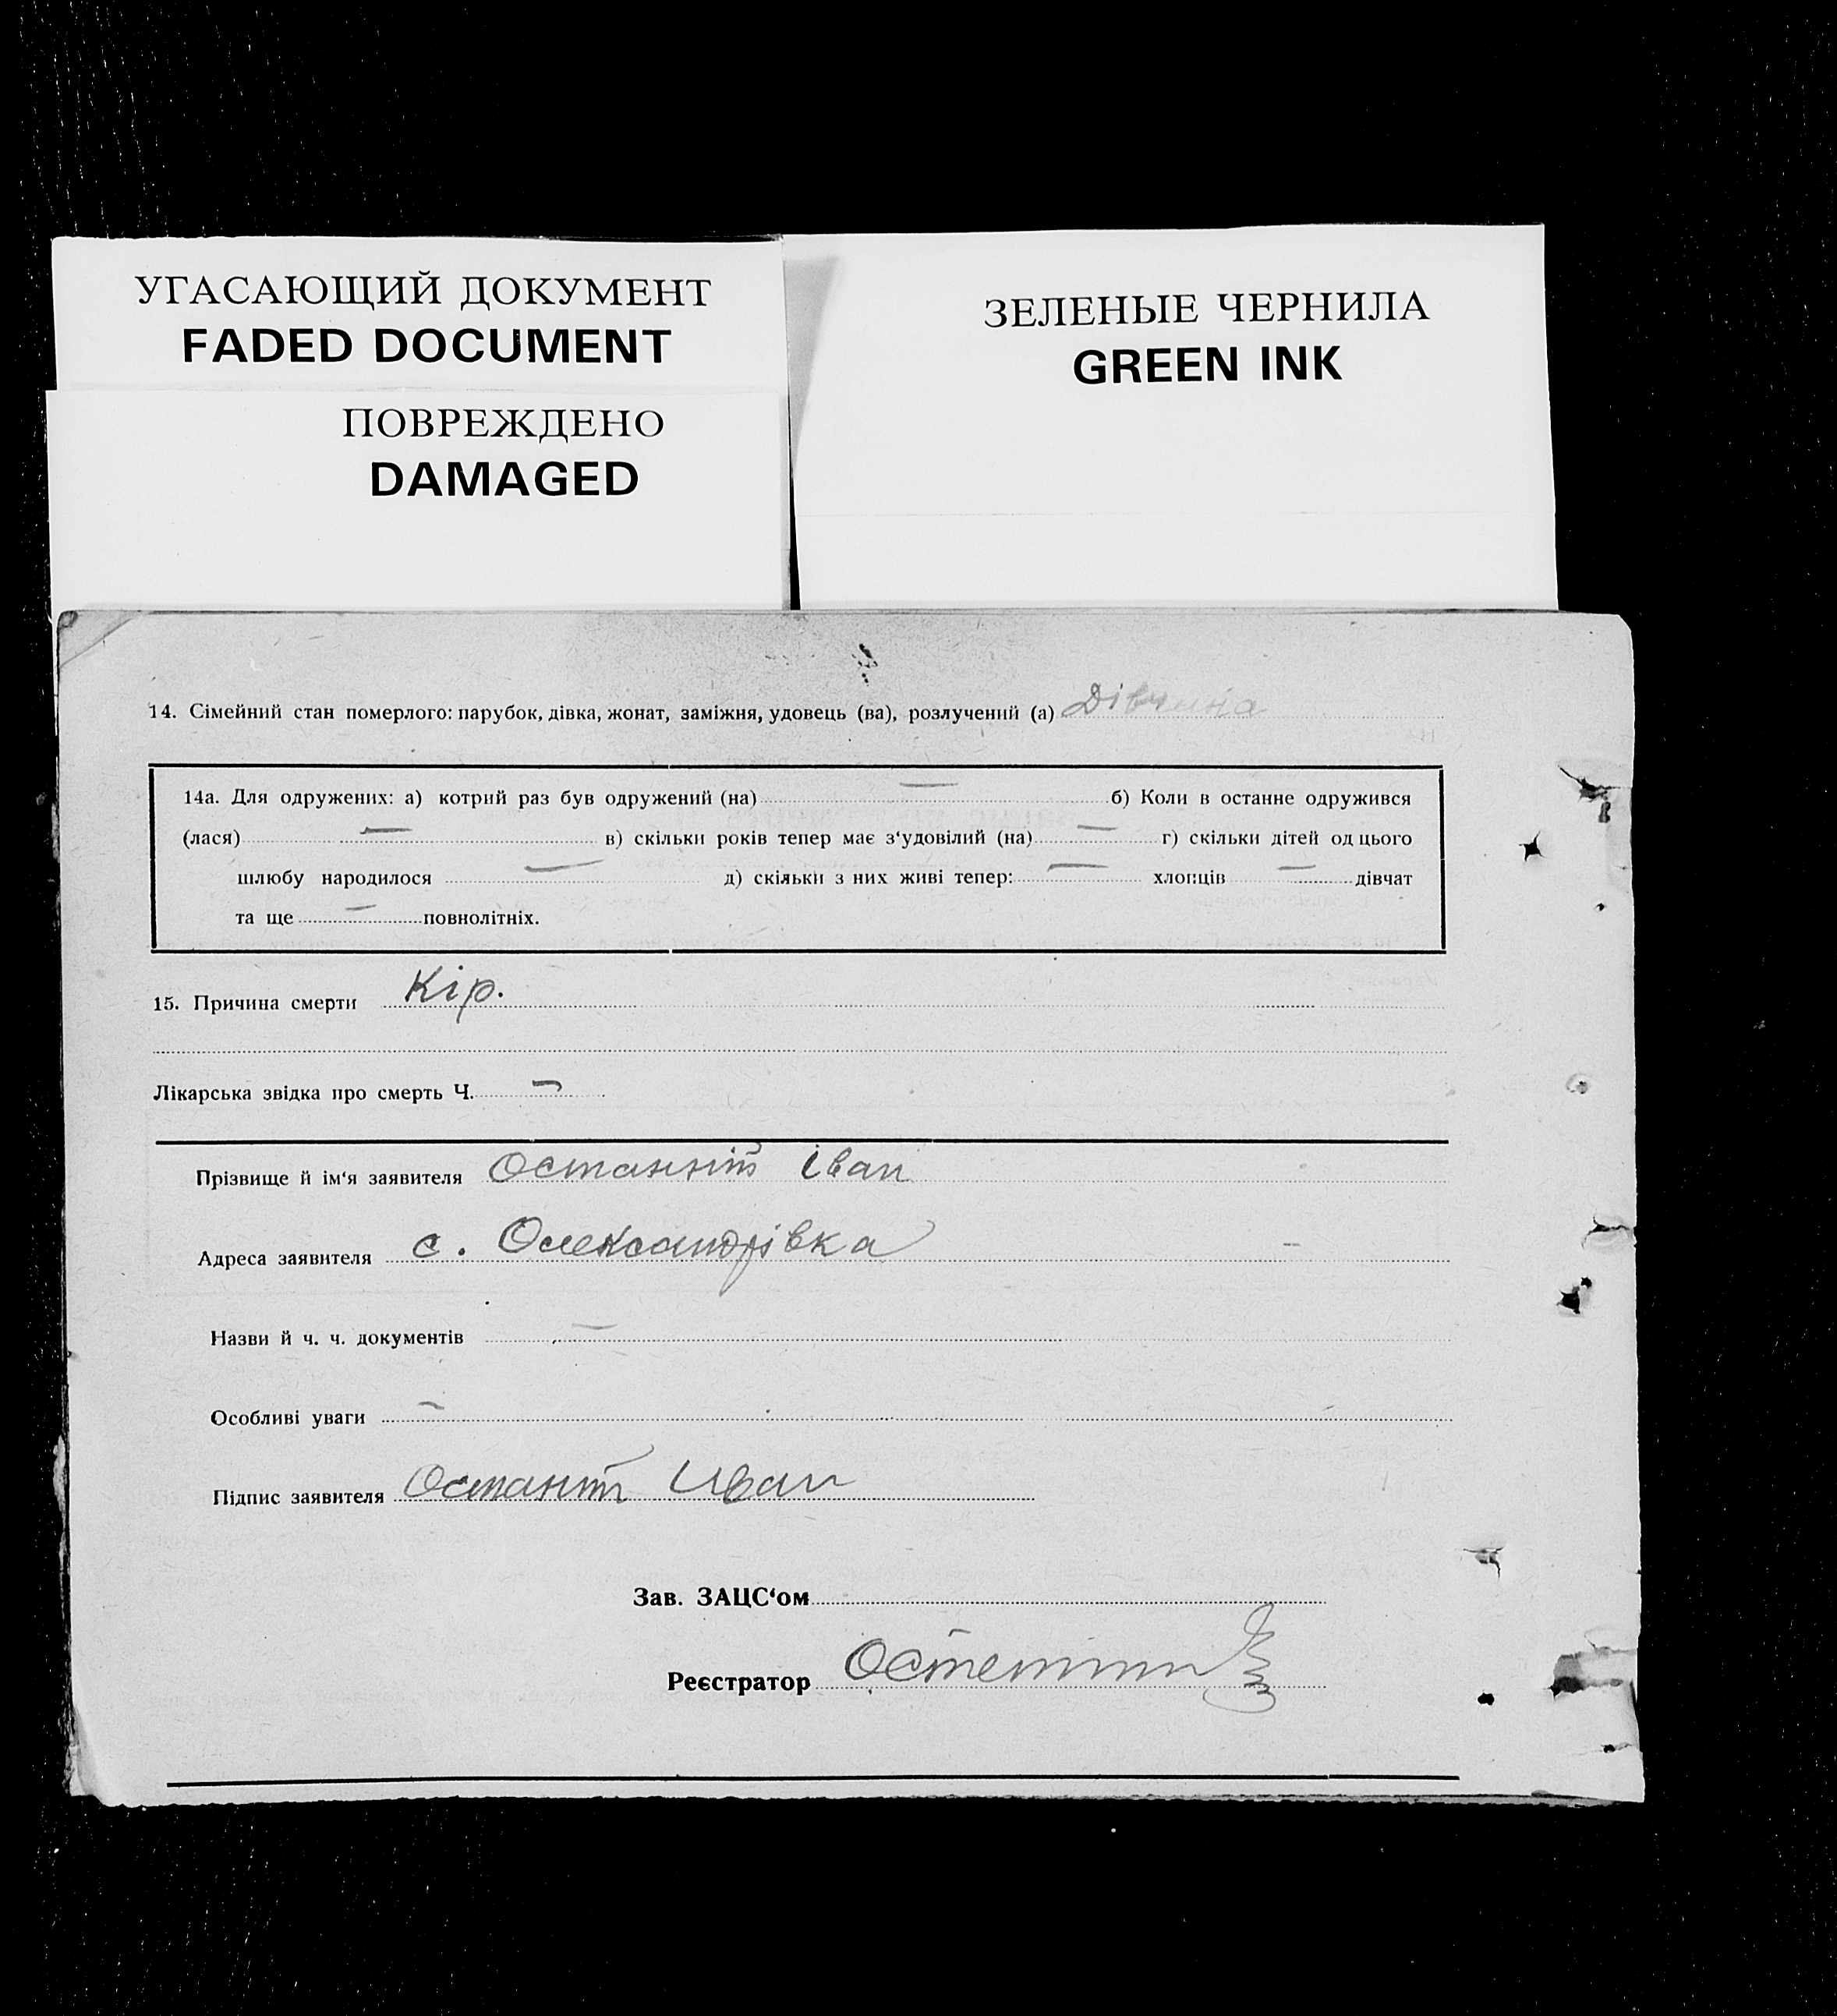 УГАСАЮЩИЙ ДОКУМЕНТ
FADED DOCUMENT
ПОВРЕЖДЕНО
DAMAGED
ЗЕЛЕНЫЕ ЧЕРНИЛА
GREEN INK
14. Сімейний стан померлого: парубок, дівка, жонат, заміжня, удовець (ва), розлучений (а) Дівчина
14а. Для одружених: а) котрий раз був одружений (на) — б) Коли в останнє одружився
(лася) — в) скільки років тепер має з'удовілий (на) — г) скільки дітей од цього
шлюбу народилося — д) скільки з них живі тепер: — хлопців — дівчат
та ще — повнолітніх.
15. Причина смерти Кір.
Лікарська звідка про смерть Ч. —
Прізвище й ім'я заявителя Іван
Адреса заявителя с. Олександрівка
Назви й ч. ч. документів —
Особливі уваги —
Підпис заявителя Иван
Зав. ЗАЦС'ом
Реєстратор